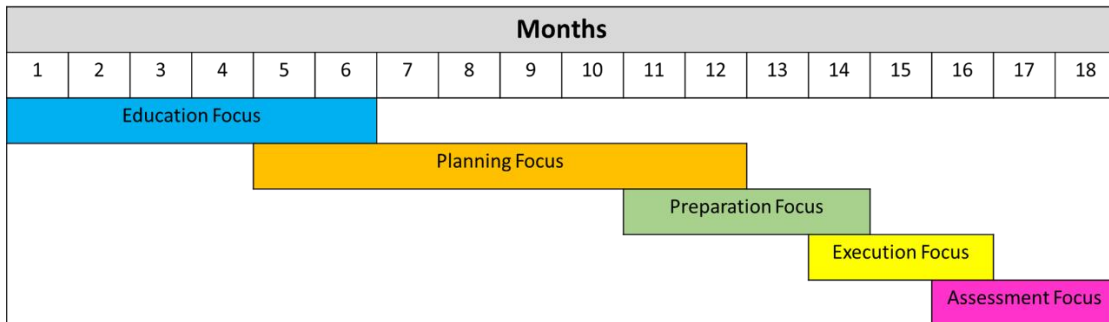 Months
1 2 3 4 5 6 7 8 9 10 11 12 13 14 15 16 17 18
Education Focus
Planning Focus
Preparation Focus
Execution Focus
Assessment Focus